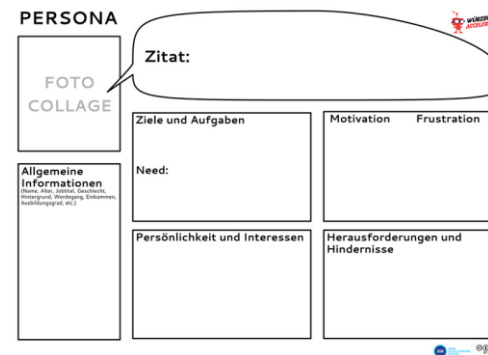 PERSONA
Zitat:
FOTO
COLLAGE
Ziele und Aufgaben
Need:
Motivation Frustration
Allgemeine
Informationen
(Name, Alter, Jobtitel, Geschlecht,
Hintergrund, Werdegang, Einkommen,
Ausbildungsgrad, etc.)
Persönlichkeit und Interessen
Herausforderungen und
Hindernisse